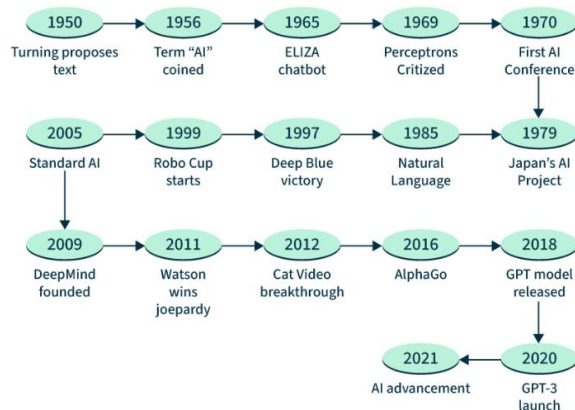 1950
1956
1965
1969
1970
Turning proposes
text
Term “AI”
coined
ELIZA
chatbot
Perceptrons
Critized
First AI
Conference
2005
1999
1997
1985
1979
Standard AI
Robo Cup
starts
Deep Blue
victory
Natural
Language
Japan's AI
Project
2009
2011
2012
2016
2018
DeepMind
founded
Watson
wins
joepardy
Cat Video
breakthrough
AlphaGo
GPT model
released
2021
2020
AI advancement
GPT-3
launch